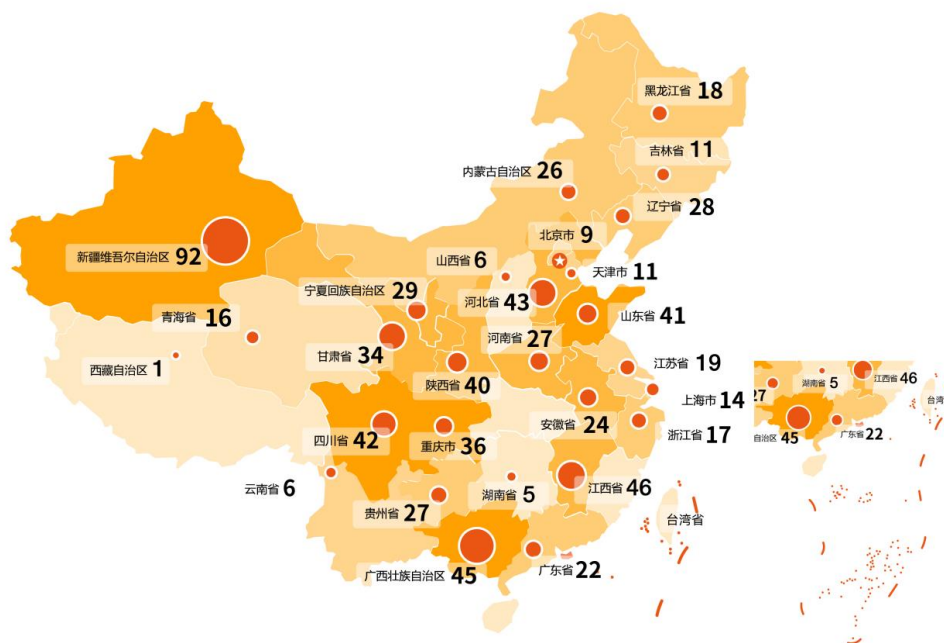 黑龙江省 18
吉林省 11
内蒙古自治区 26
辽宁省 28
北京市 9
新疆维吾尔自治区 92
山西省 6
天津市 11
宁夏回族自治区 29
河北省 43
青海省 16
山东省 41
河南省 27
甘肃省 34
西藏自治区 1
江苏省 19
陕西省 40
上海市 14
安徽省 24
浙江省 17
四川省 42
重庆市 36
云南省 6
湖南省 5
江西省 46
贵州省 27
台湾省
广西壮族自治区 45
广东省 22
湖南省 5
江西省 46
27
台湾
自治区 45
广东省 22